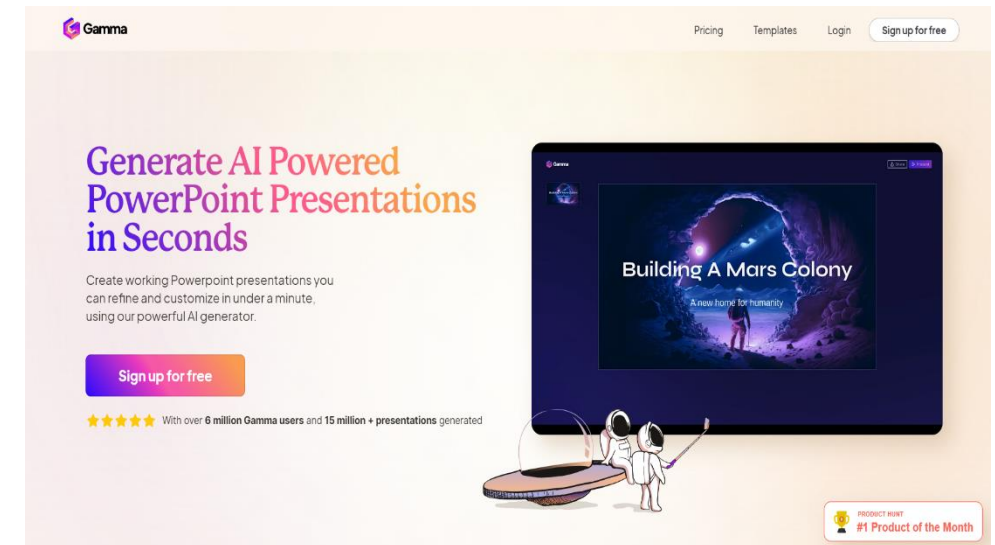 Gamma
Pricing
Templates
Login
Sign up for free
Generate AI Powered
PowerPoint Presentations
in Seconds
Create working Powerpoint presentations you
can refine and customize in under a minute,
using our powerful AI generator.
Sign up for free
With over 6 million Gamma users and 15 million + presentations generated
Gamma
Building A Mars Colony
A new home for humanity
PRODUCT HUNT
#1 Product of the Month